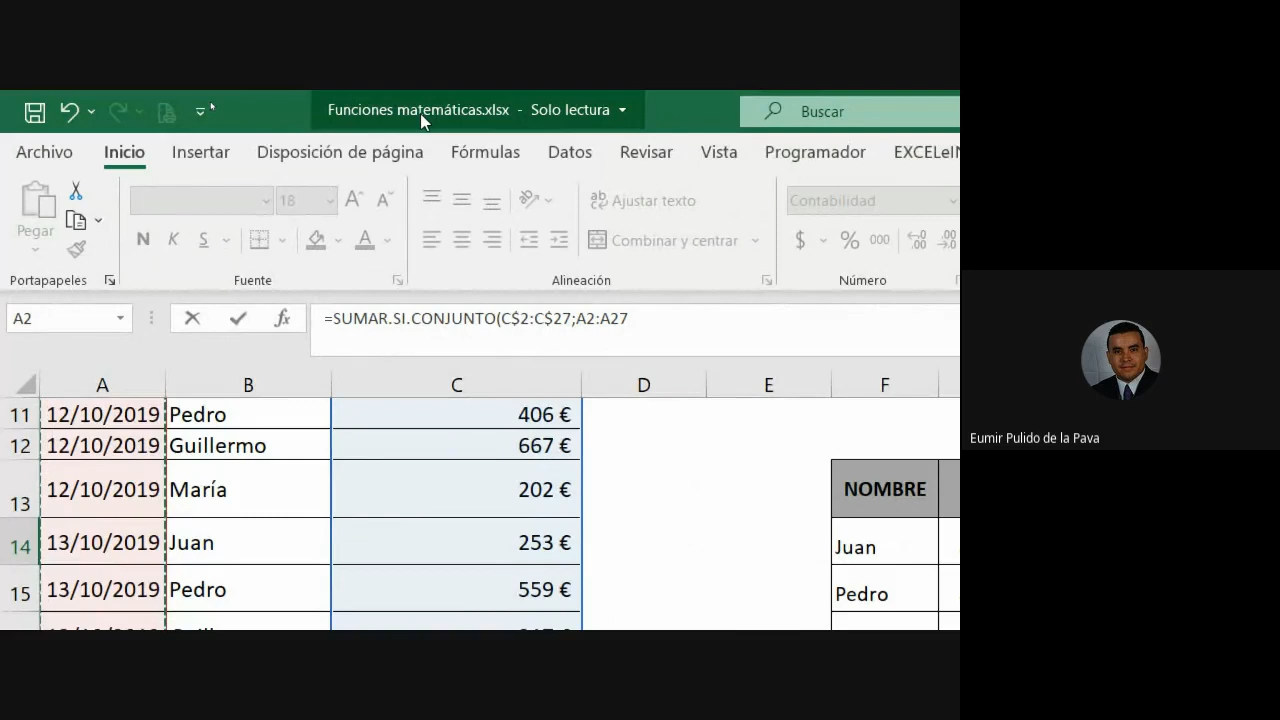 Funciones matemáticas.xlsx - Solo lectura
Buscar
Archivo Inicio Insertar Disposición de página Fórmulas Datos Revisar Vista Programador EXCELeIN
18
Contabilidad
Ajustar texto
Pegar
N K S
Combinar y centrar
$ % 000
Portapapeles Fuente Alineación Número
A2
fx
=SUMAR.SI.CONJUNTO(C$2:C$27;A2:A27
A B C D E F
11 12/10/2019 Pedro 406 €
12 12/10/2019 Guillermo 667 €
13 12/10/2019 María 202 € NOMBRE
14 13/10/2019 Juan 253 € Juan
15 13/10/2019 Pedro 559 € Pedro
Eumir Pulido de la Pava